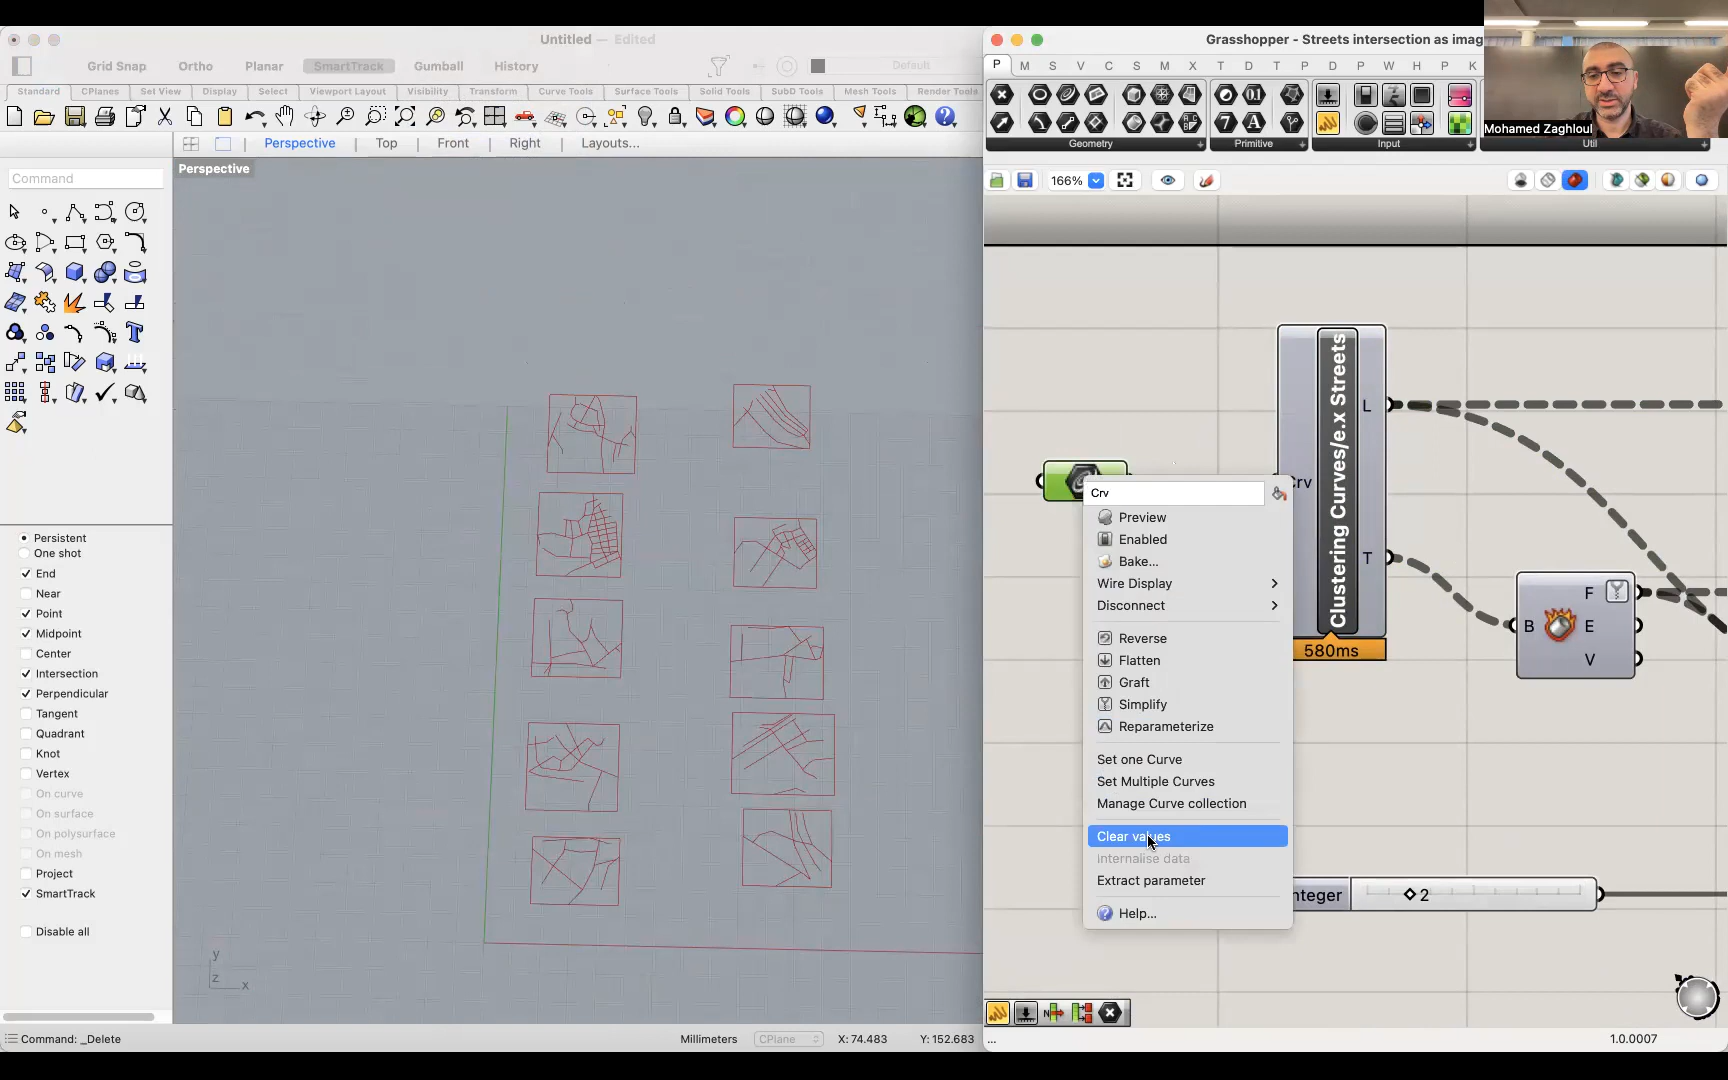 Untitled — Edited
Grid Snap
Ortho
Planar
SmartTrack
Gumball
History
Default
Standard
CPlanes
Set View
Display
Select
Viewport Layout
Visibility
Transform
Curve Tools
Surface Tools
Solid Tools
SubD Tools
Mesh Tools
Render Tools
Perspective
Top
Front
Right
Layouts...
Perspective
Command
Persistent
One shot
End
Near
Point
Midpoint
Center
Intersection
Perpendicular
Tangent
Quadrant
Knot
Vertex
On curve
On surface
On polysurface
On mesh
Project
SmartTrack
Disable all
y
z
x
Command: _Delete
Millimeters
CPlane
X: 74.483
Y: 152.683
Grasshopper - Streets intersection as imag
P
M
S
V
C
S
M
X
T
D
T
P
D
P
W
H
P
K
Geometry
Primitive
Input
Util
Mohamed Zaghloul
166%
Crv
Preview
Enabled
Bake...
Wire Display
Disconnect
Reverse
Flatten
Graft
Simplify
Reparameterize
Set one Curve
Set Multiple Curves
Manage Curve collection
Clear values
Internalise data
Extract parameter
Help...
Crv
Clustering Curves/e.x Streets
L
T
580ms
B
F
E
V
nteger
2
...
1.0.0007